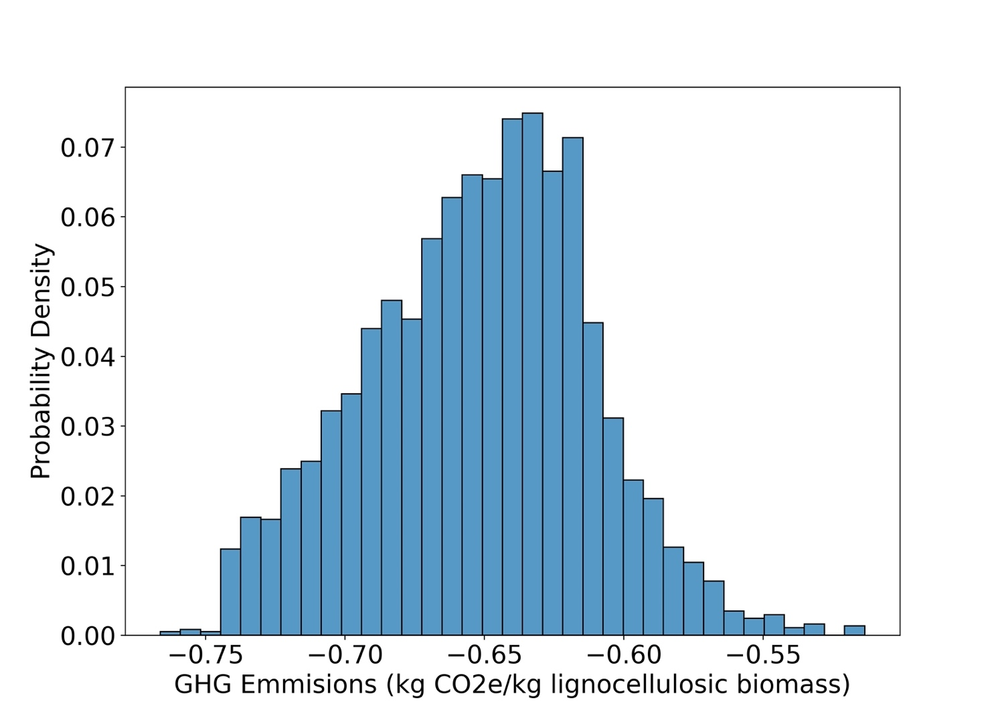 0.07
0.06
0.05
0.04
0.03
0.02
0.01
0.00
Probability Density
−0.75 −0.70 −0.65 −0.60 −0.55
GHG Emmisions (kg CO2e/kg lignocellulosic biomass)